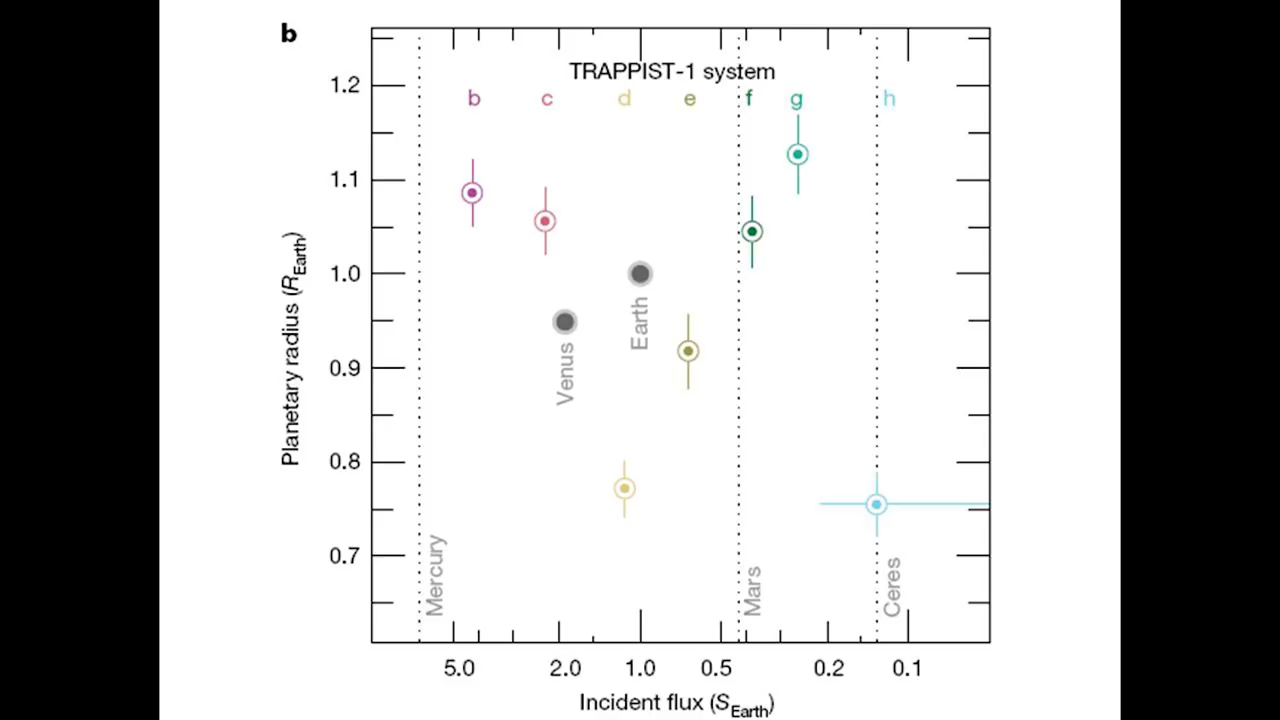 b
TRAPPIST-1 system
b c d e f g h
1.2
1.1
1.0
0.9
0.8
0.7
Planetary radius (REarth)
Venus
Earth
Mercury
Mars
Ceres
5.0 2.0 1.0 0.5 0.2 0.1
Incident flux (SEarth)